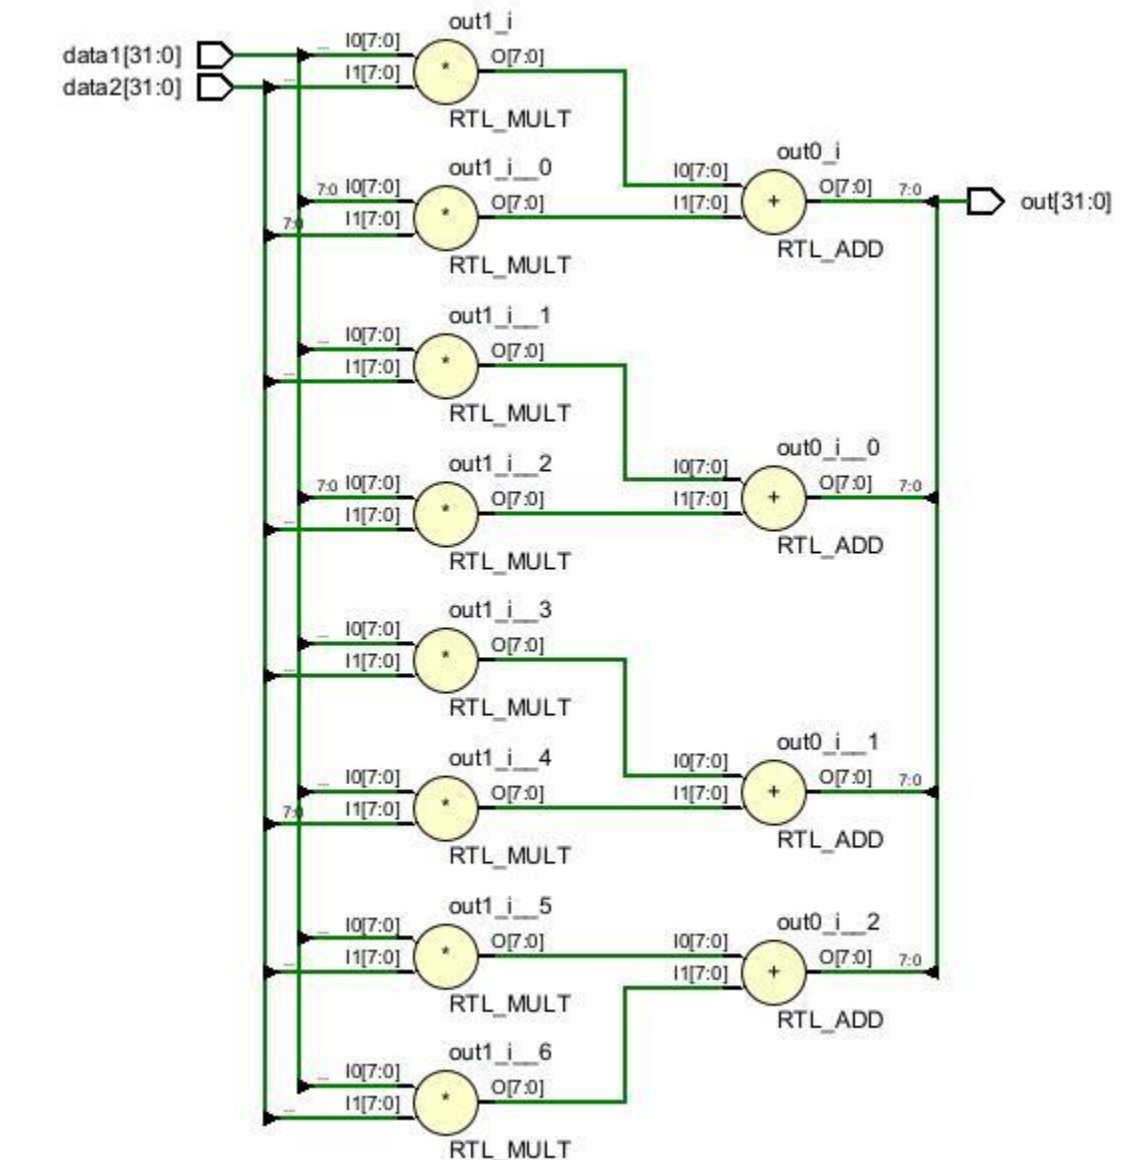 out1_i
data1[31:0] ... I0[7:0] * O[7:0]
data2[31:0] ... I1[7:0]
RTL_MULT
out1_i__0
7:0 I0[7:0] * O[7:0]
7:0 I1[7:0]
RTL_MULT
out0_i
I0[7:0] + O[7:0] 7:0 out[31:0]
I1[7:0]
RTL_ADD
out1_i__1
... I0[7:0] * O[7:0]
... I1[7:0]
RTL_MULT
out1_i__2
7:0 I0[7:0] * O[7:0]
... I1[7:0]
RTL_MULT
out0_i__0
I0[7:0] + O[7:0] 7:0
I1[7:0]
RTL_ADD
out1_i__3
... I0[7:0] * O[7:0]
... I1[7:0]
RTL_MULT
out1_i__4
... I0[7:0] * O[7:0]
7:0 I1[7:0]
RTL_MULT
out0_i__1
I0[7:0] + O[7:0] 7:0
I1[7:0]
RTL_ADD
out1_i__5
... I0[7:0] * O[7:0]
... I1[7:0]
RTL_MULT
out0_i__2
I0[7:0] + O[7:0] 7:0
I1[7:0]
RTL_ADD
out1_i__6
... I0[7:0] * O[7:0]
... I1[7:0]
RTL_MULT